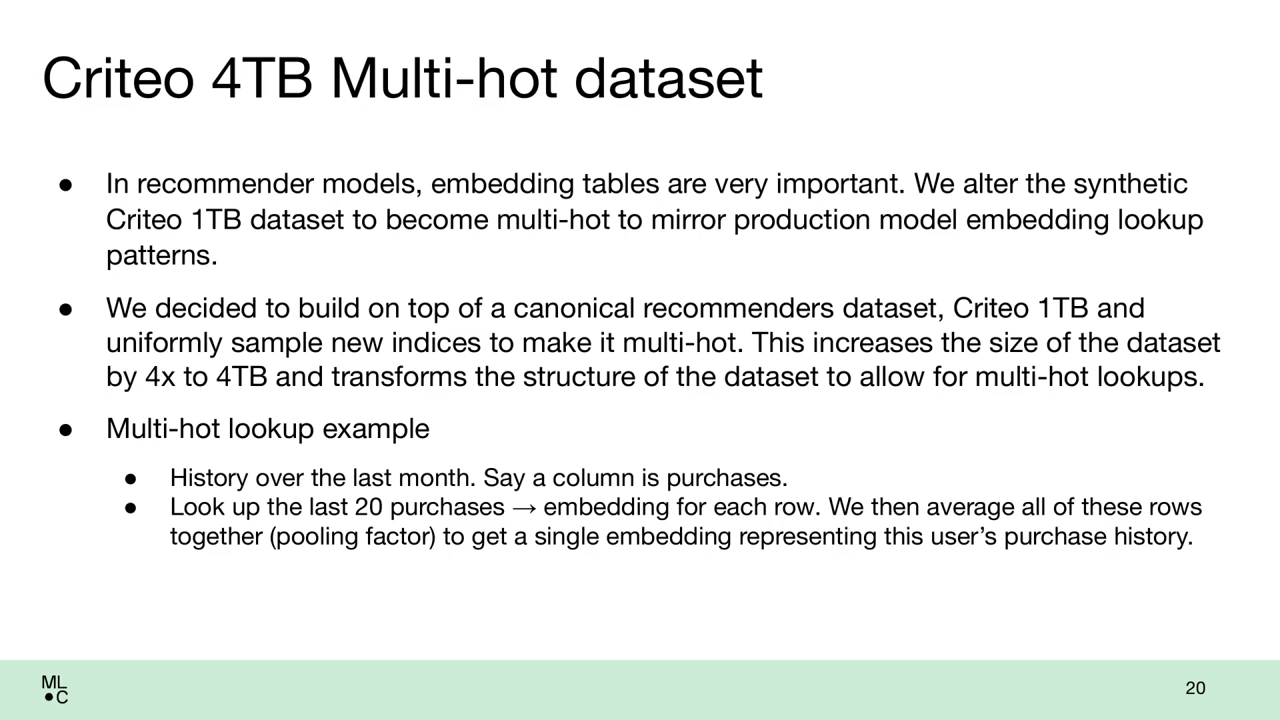 Criteo 4TB Multi-hot dataset
● In recommender models, embedding tables are very important. We alter the synthetic
Criteo 1TB dataset to become multi-hot to mirror production model embedding lookup
patterns.
● We decided to build on top of a canonical recommenders dataset, Criteo 1TB and
uniformly sample new indices to make it multi-hot. This increases the size of the dataset
by 4x to 4TB and transforms the structure of the dataset to allow for multi-hot lookups.
● Multi-hot lookup example
● History over the last month. Say a column is purchases.
● Look up the last 20 purchases → embedding for each row. We then average all of these rows
together (pooling factor) to get a single embedding representing this user’s purchase history.
ML
●C
20